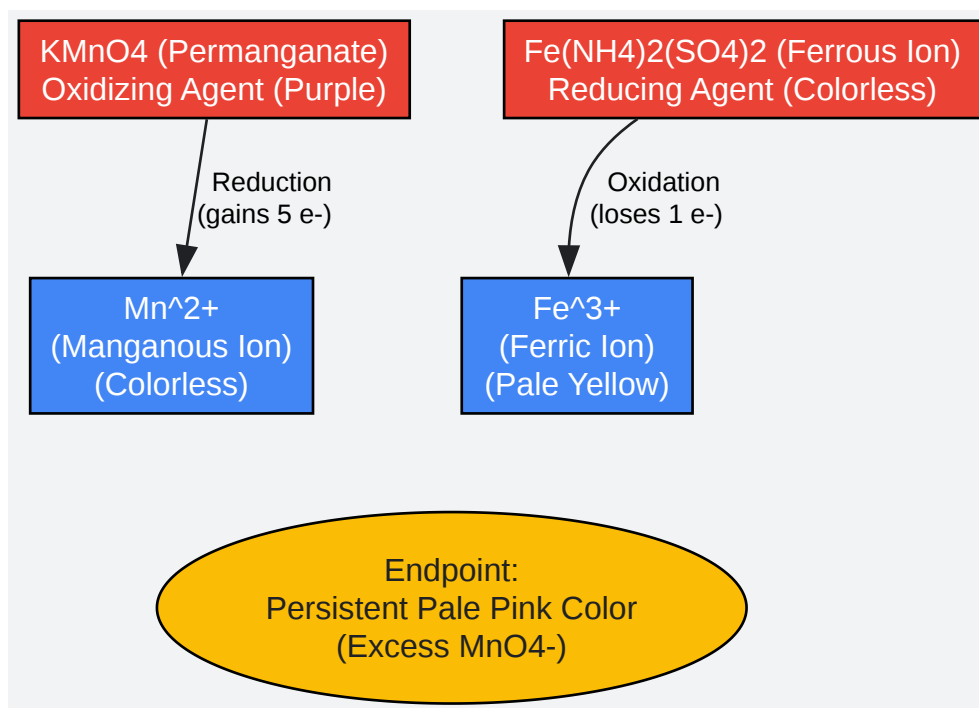 KMnO4 (Permanganate)
Oxidizing Agent (Purple)
Fe(NH4)2(SO4)2 (Ferrous Ion)
Reducing Agent (Colorless)
Reduction
(gains 5 e-)
Oxidation
(loses 1 e-)
Mn^2+
(Manganous Ion)
(Colorless)
Fe^3+
(Ferric Ion)
(Pale Yellow)
Endpoint:
Persistent Pale Pink Color
(Excess MnO4-)